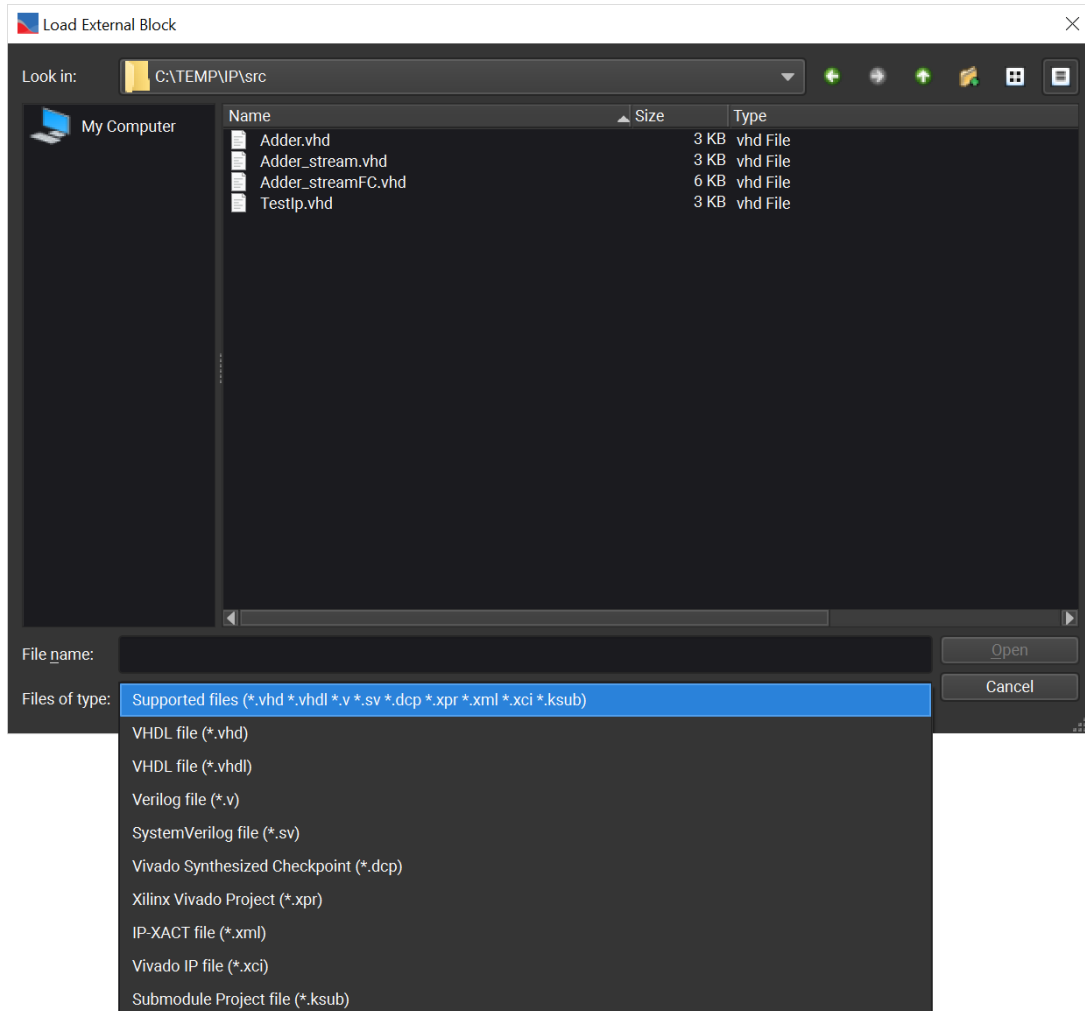 Load External Block
Look in: C:\TEMP\IP\src
My Computer
Name Size Type
Adder.vhd 3 KB vhd File
Adder_stream.vhd 3 KB vhd File
Adder_streamFC.vhd 6 KB vhd File
TestIp.vhd 3 KB vhd File
File name: Open
Files of type: Supported files (*.vhd *.vhdl *.v *.sv *.dcp *.xpr *.xml *.xci *.ksub) Cancel
VHDL file (*.vhd)
VHDL file (*.vhdl)
Verilog file (*.v)
SystemVerilog file (*.sv)
Vivado Synthesized Checkpoint (*.dcp)
Xilinx Vivado Project (*.xpr)
IP-XACT file (*.xml)
Vivado IP file (*.xci)
Submodule Project file (*.ksub)